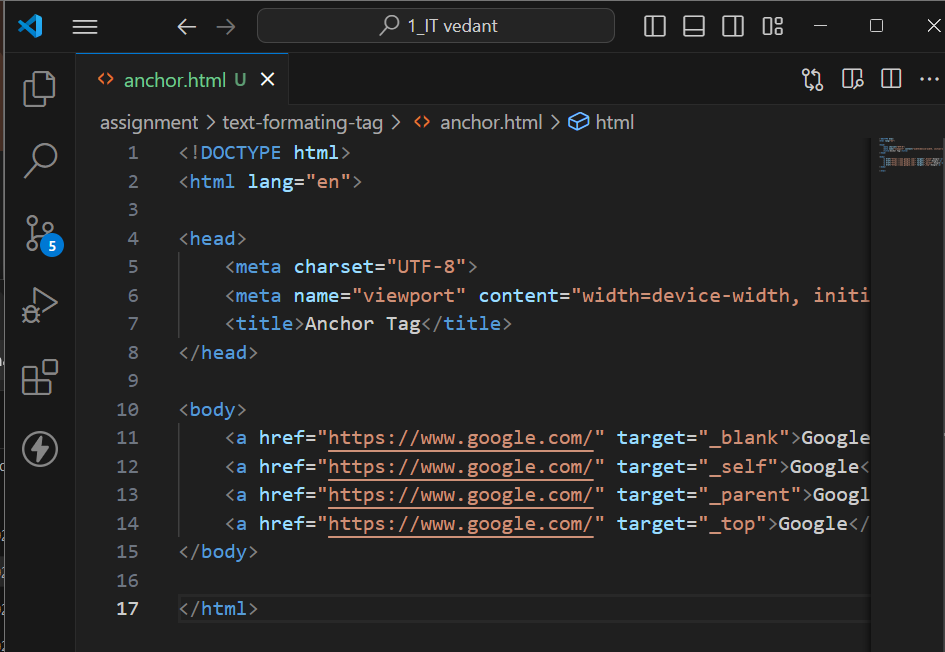 1_IT vedant
anchor.html U
assignment > text-formating-tag > anchor.html > html
1 <!DOCTYPE html>
2 <html lang="en">
3
4 <head>
5 <meta charset="UTF-8">
6 <meta name="viewport" content="width=device-width, initi
7 <title>Anchor Tag</title>
8 </head>
9
10 <body>
11 <a href="https://www.google.com/" target="_blank">Google
12 <a href="https://www.google.com/" target="_self">Google<
13 <a href="https://www.google.com/" target="_parent">Googl
14 <a href="https://www.google.com/" target="_top">Google</
15 </body>
16
17 </html>
5